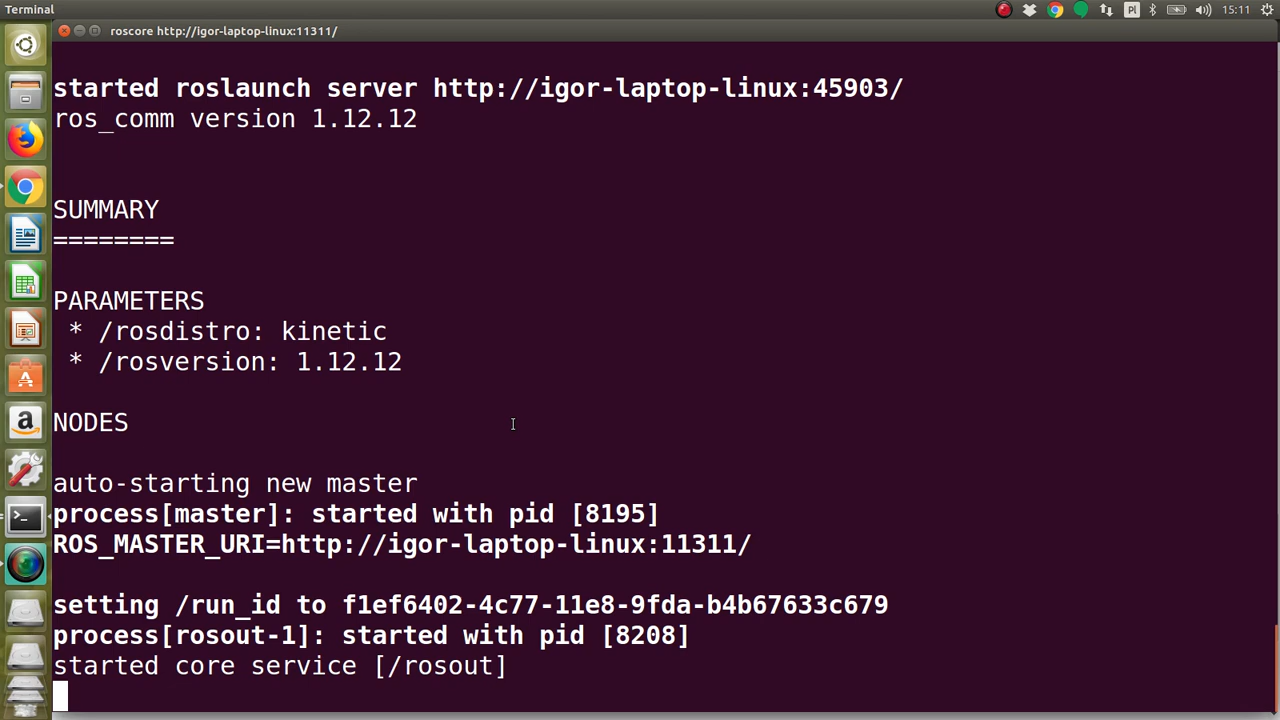 Terminal
Pl
15:11
roscore http://igor-laptop-linux:11311/
started roslaunch server http://igor-laptop-linux:45903/
ros_comm version 1.12.12
SUMMARY
========
PARAMETERS
* /rosdistro: kinetic
* /rosversion: 1.12.12
NODES
auto-starting new master
process[master]: started with pid [8195]
ROS_MASTER_URI=http://igor-laptop-linux:11311/
setting /run_id to f1ef6402-4c77-11e8-9fda-b4b67633c679
process[rosout-1]: started with pid [8208]
started core service [/rosout]